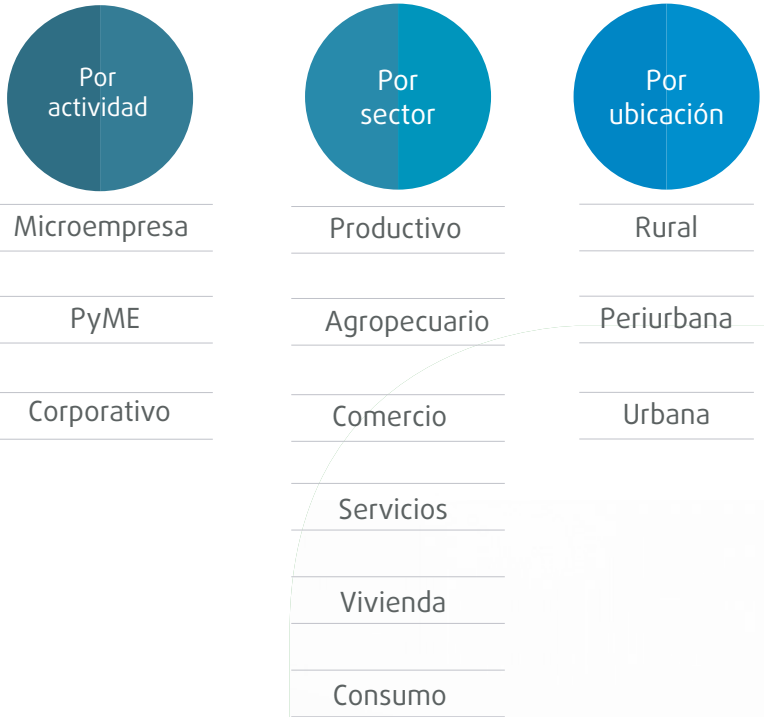 Por
actividad
Microempresa
PyME
Corporativo
Por
sector
Productivo
Agropecuario
Comercio
Servicios
Vivienda
Consumo
Por
ubicación
Rural
Periurbana
Urbana